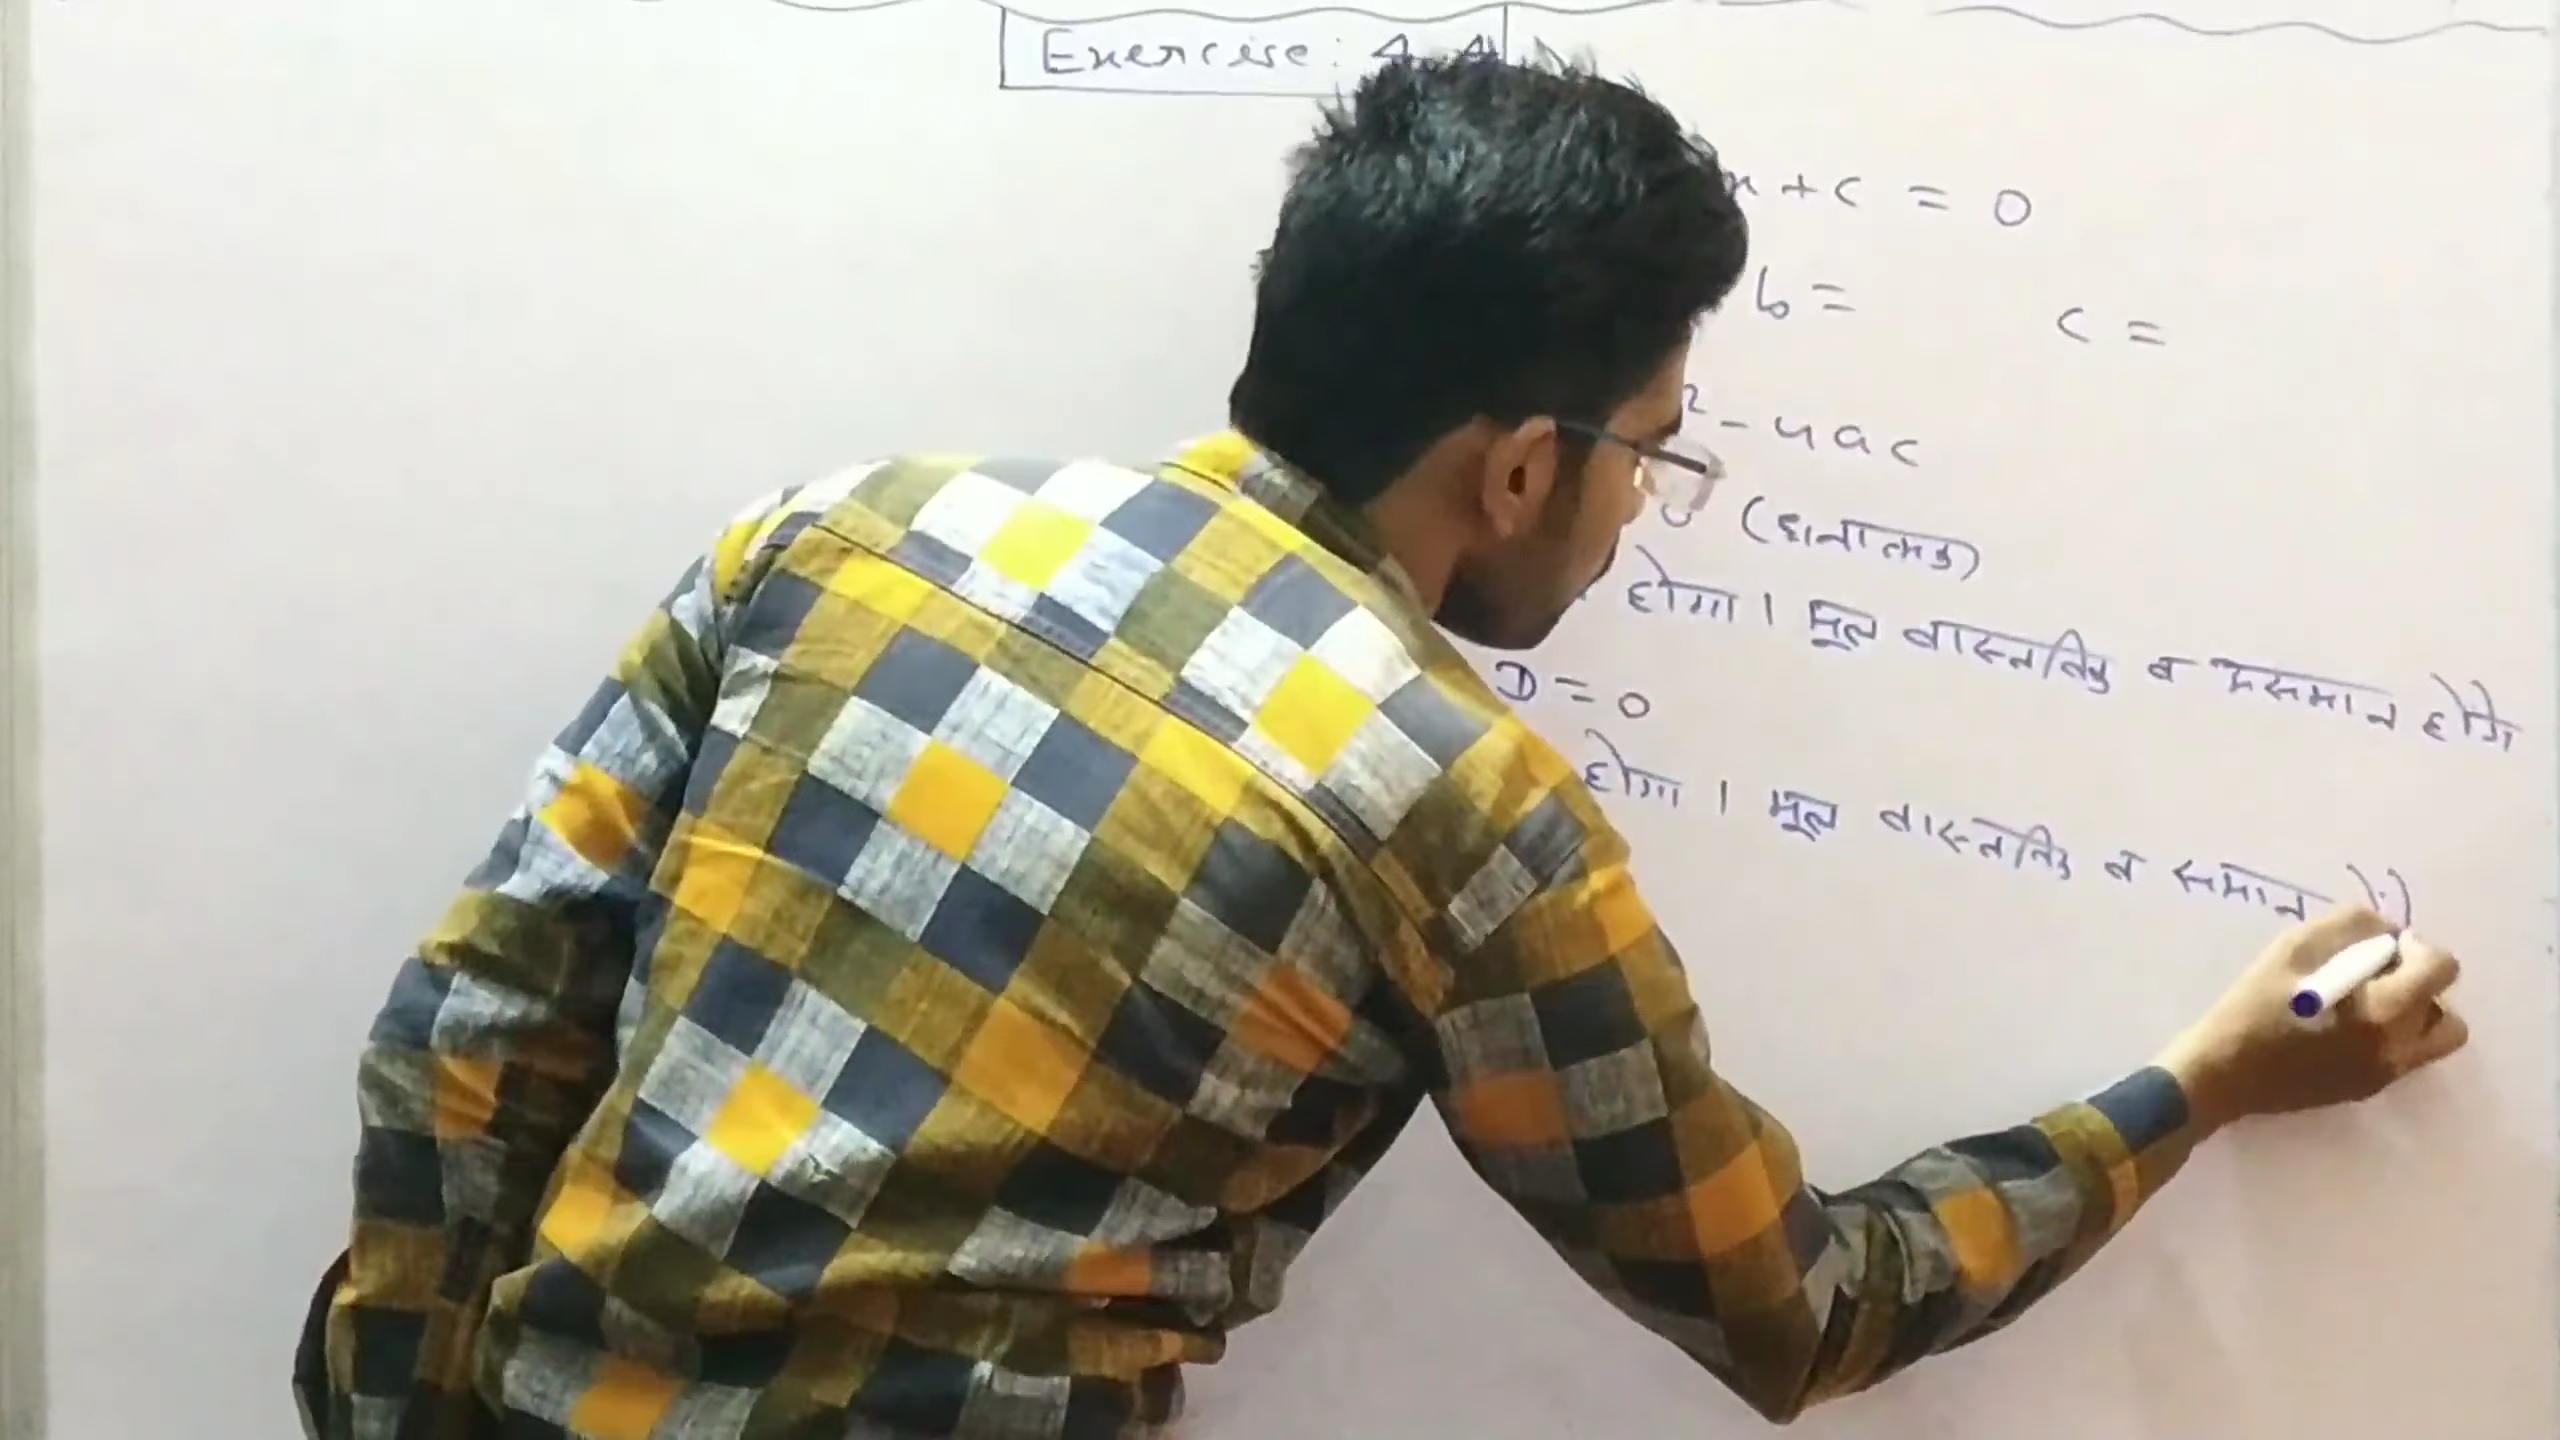 Exercise: 4.4
x + c = 0
b = c =
2 - 4ac
(धनात्मक)
होगा। मूल वास्तविक व असमान होंगे
D = 0
होगा। मूल वास्तविक व समान